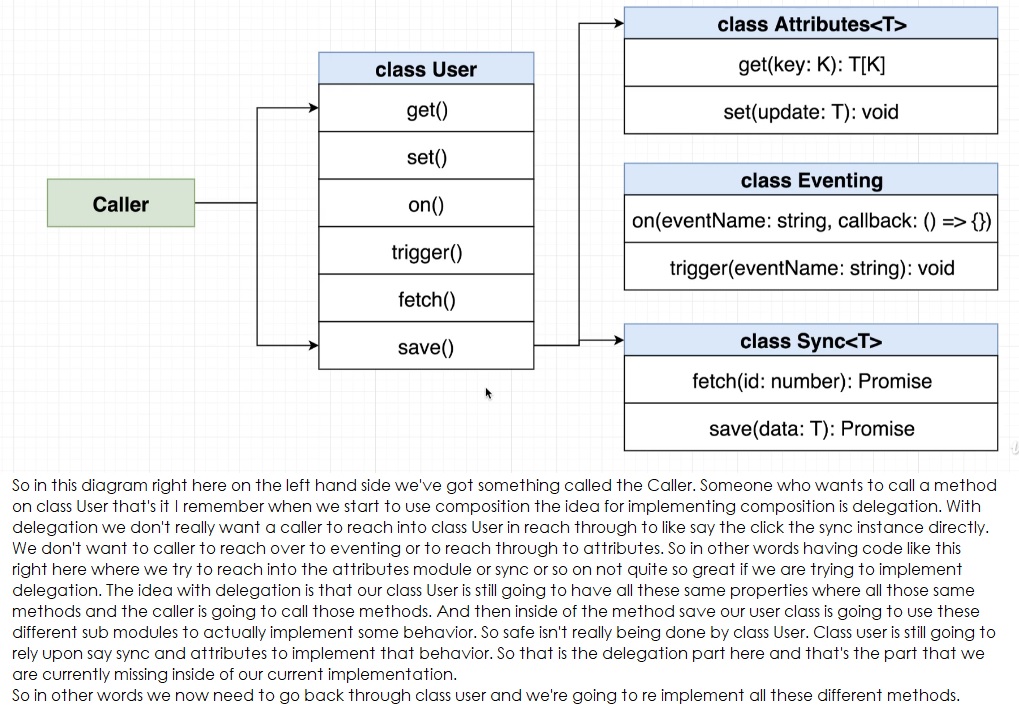 Caller
class User
get()
set()
on()
trigger()
fetch()
save()
class Attributes<T>
get(key: K): T[K]
set(update: T): void
class Eventing
on(eventName: string, callback: () => {})
trigger(eventName: string): void
class Sync<T>
fetch(id: number): Promise
save(data: T): Promise
So in this diagram right here on the left hand side we've got something called the Caller. Someone who wants to call a method
on class User that's it I remember when we start to use composition the idea for implementing composition is delegation. With
delegation we don't really want a caller to reach into class User in reach through to like say the click the sync instance directly.
We don't want to caller to reach over to eventing or to reach through to attributes. So in other words having code like this
right here where we try to reach into the attributes module or sync or so on not quite so great if we are trying to implement
delegation. The idea with delegation is that our class User is still going to have all these same properties where all those same
methods and the caller is going to call those methods. And then inside of the method save our user class is going to use these
different sub modules to actually implement some behavior. So safe isn't really being done by class User. Class user is still going to
rely upon say sync and attributes to implement that behavior. So that is the delegation part here and that's the part that we
are currently missing inside of our current implementation.
So in other words we now need to go back through class user and we're going to re implement all these different methods.